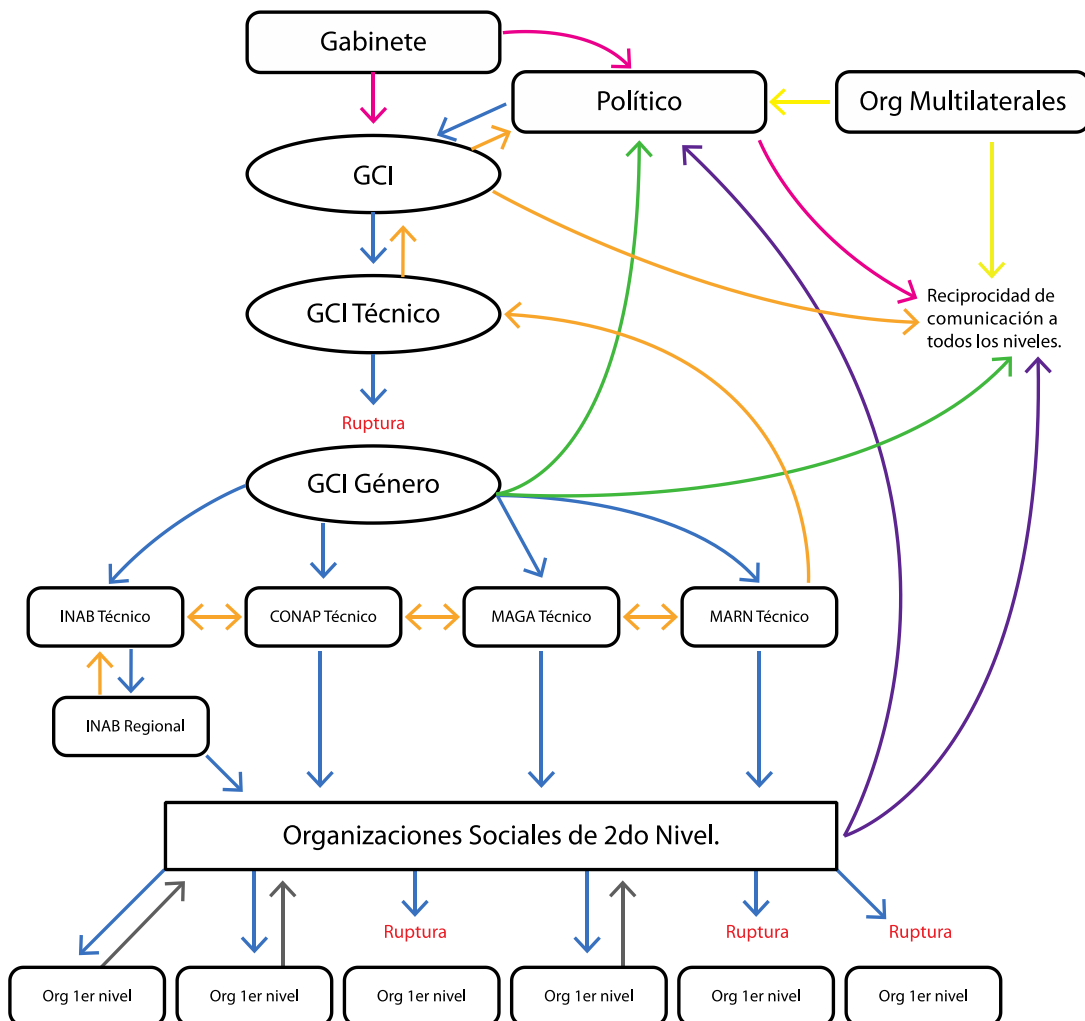 Gabinete
Político
Org Multilaterales
GCI
GCI Técnico
Reciprocidad de
comunicación a
todos los niveles.
Ruptura
GCI Género
INAB Técnico
CONAP Técnico
MAGA Técnico
MARN Técnico
INAB Regional
Organizaciones Sociales de 2do Nivel.
Ruptura
Ruptura
Ruptura
Org 1er nivel
Org 1er nivel
Org 1er nivel
Org 1er nivel
Org 1er nivel
Org 1er nivel